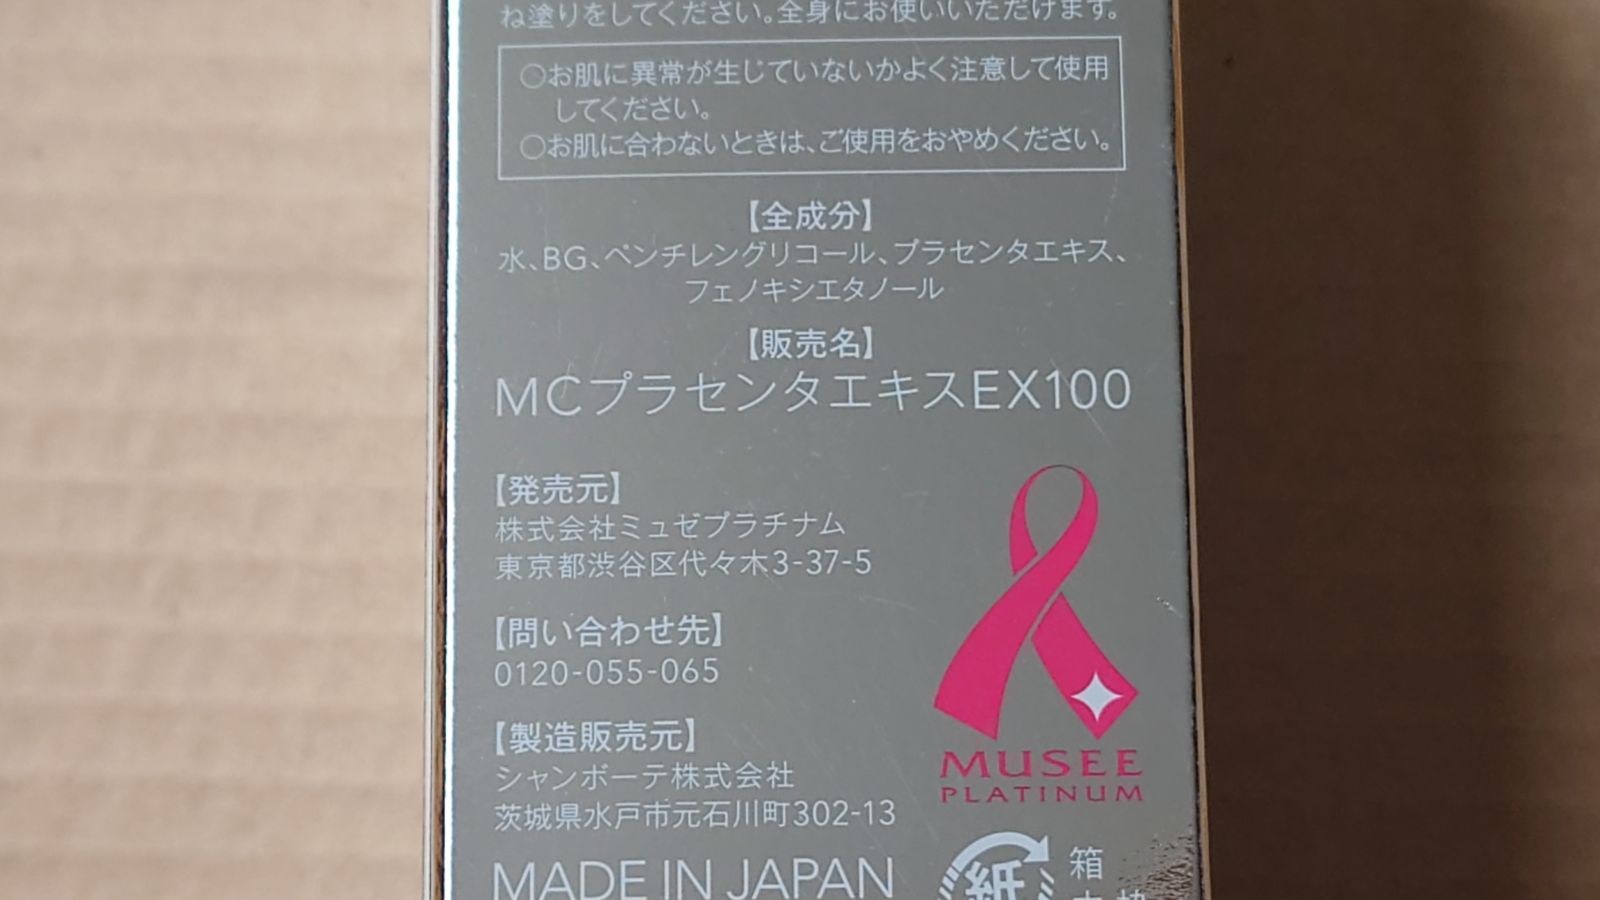 ね塗りをしてください。全身にお使いいただけます。
○お肌に異常が生じていないかよく注意して使用
してください。
○お肌に合わないときは、ご使用をおやめください。
【全成分】
水、BG、ペンチレングリコール、プラセンタエキス、
フェノキシエタノール
【販売名】
MCプラセンタエキスEX100
【発売元】
株式会社ミュゼプラチナム
東京都渋谷区代々木3-37-5
【問い合わせ先】
0120-055-065
【製造販売元】
シャンボーテ株式会社
茨城県水戸市元石川町302-13
MADE IN JAPAN
MUSEE
PLATINUM
紙
箱